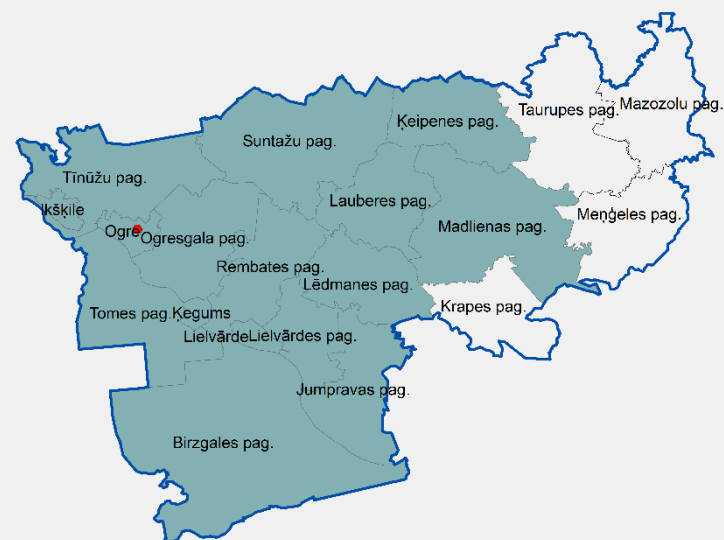 Mazozolu pag.
Taurupes pag.
Ķeipenes pag.
Suntažu pag.
Tīnūžu pag.
Lauberes pag.
Ikšķile
Meņģeles pag.
Madlienas pag.
Ogre
Ogresgala pag.
Rembates pag.
Lēdmanes pag.
Krapes pag.
Tomes pag.
Ķegums
Lielvārde
Lielvārdes pag.
Jumpravas pag.
Birzgales pag.